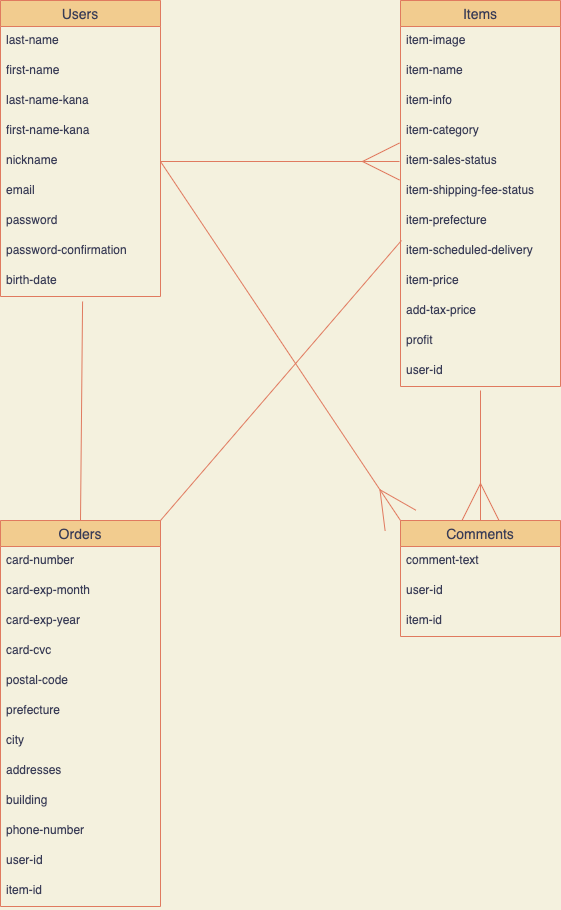 Users
last-name
first-name
last-name-kana
first-name-kana
nickname
email
password
password-confirmation
birth-date
Items
item-image
item-name
item-info
item-category
item-sales-status
item-shipping-fee-status
item-prefecture
item-scheduled-delivery
item-price
add-tax-price
profit
user-id
Orders
card-number
card-exp-month
card-exp-year
card-cvc
postal-code
prefecture
city
addresses
building
phone-number
user-id
item-id
Comments
comment-text
user-id
item-id